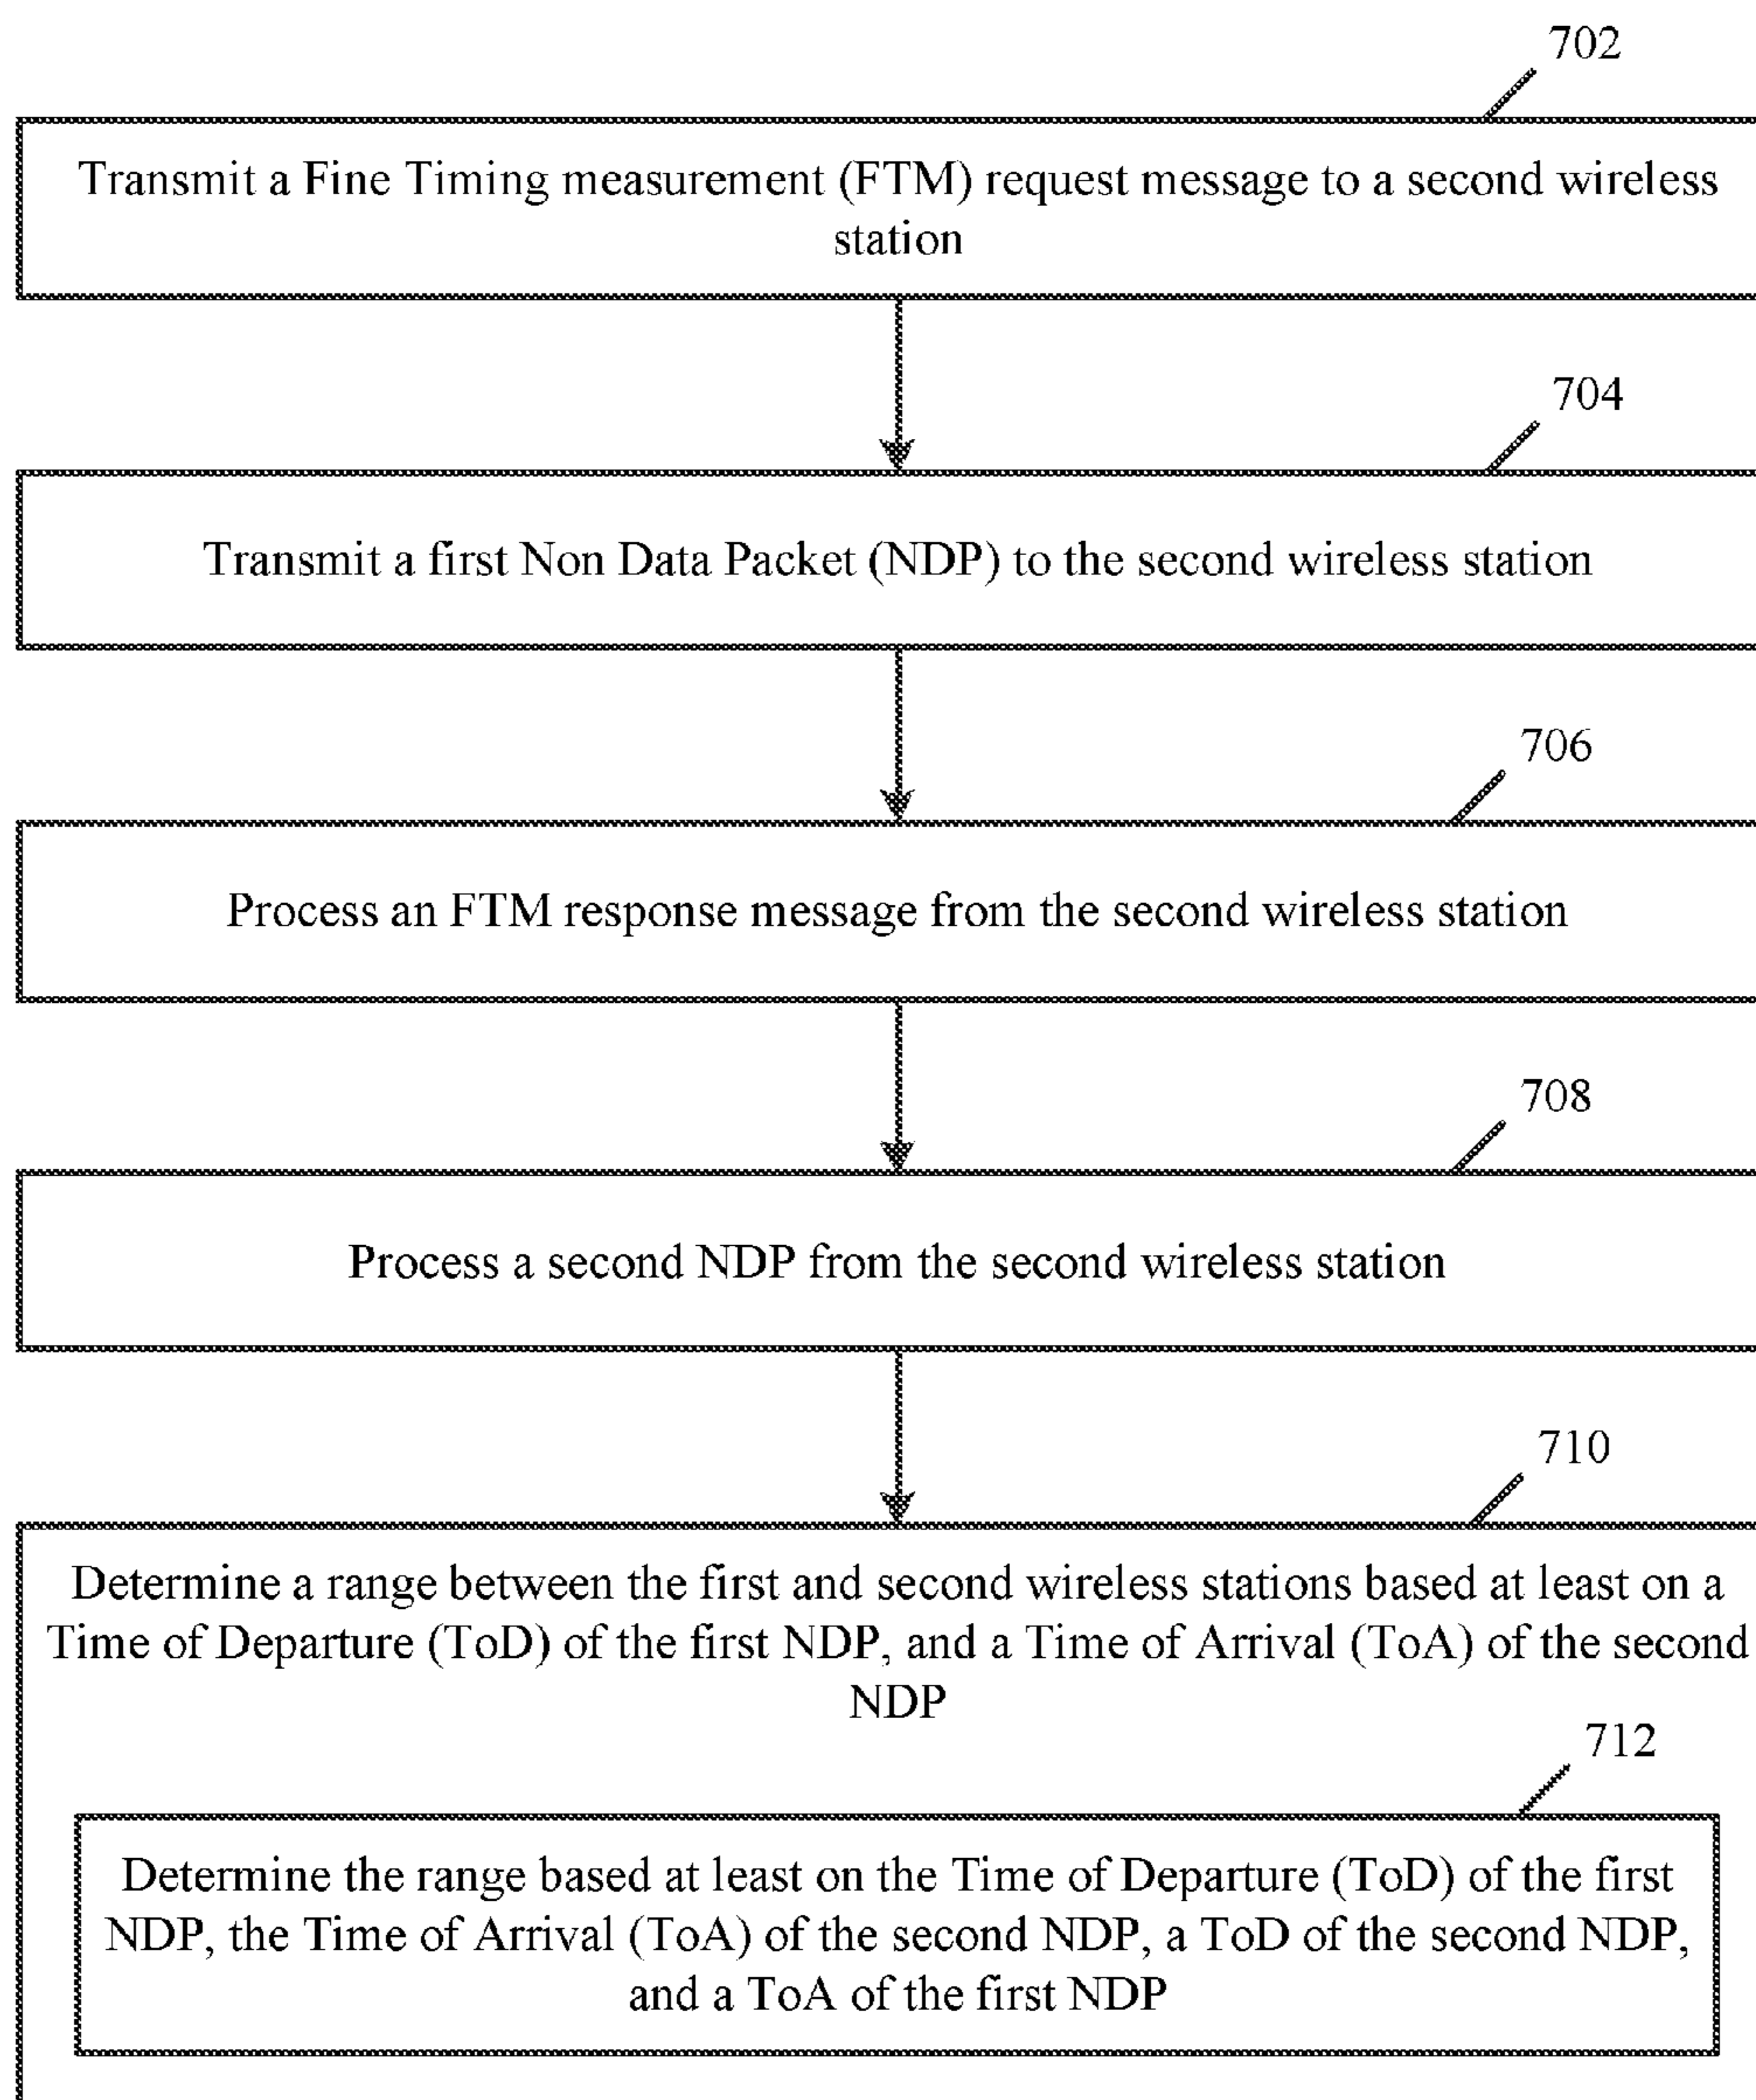 702
Transmit a Fine Timing measurement (FTM) request message to a second wireless
station
704
Transmit a first Non Data Packet (NDP) to the second wireless station
706
Process an FTM response message from the second wireless station
708
Process a second NDP from the second wireless station
710
Determine a range between the first and second wireless stations based at least on a
Time of Departure (ToD) of the first NDP, and a Time of Arrival (ToA) of the second
NDP
712
Determine the range based at least on the Time of Departure (ToD) of the first
NDP, the Time of Arrival (ToA) of the second NDP, a ToD of the second NDP,
and a ToA of the first NDP